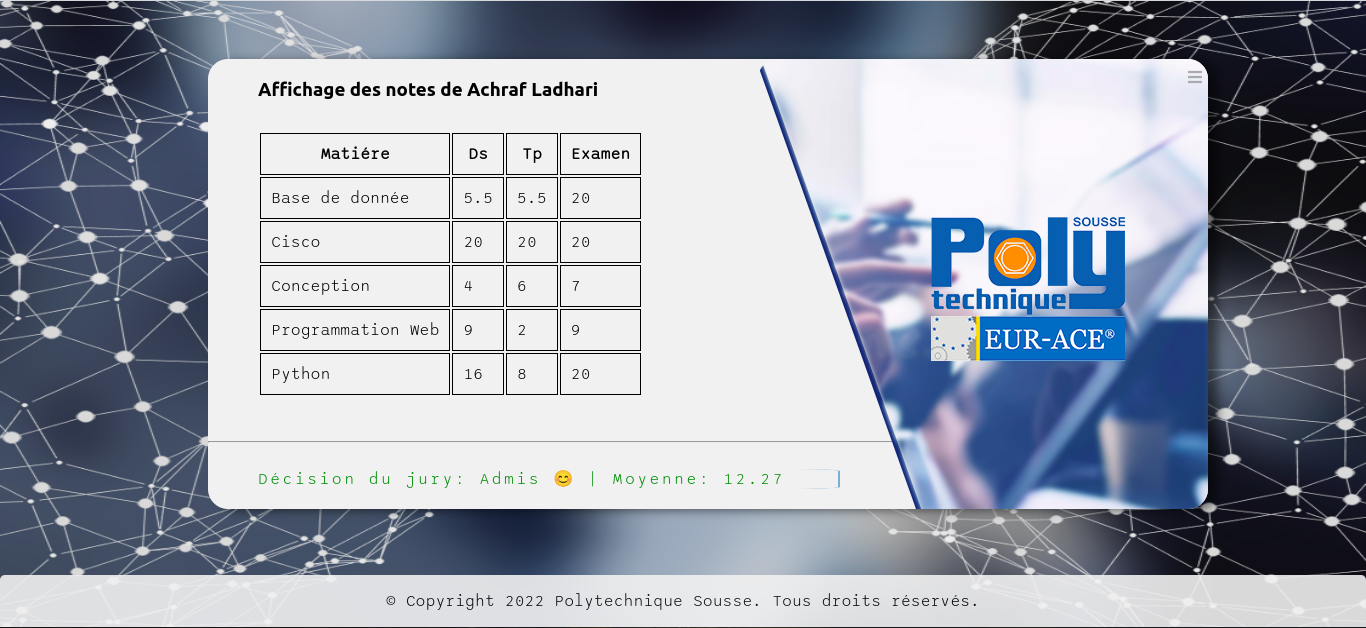 Affichage des notes de Achraf Ladhari
Matiére Ds Tp Examen
Base de donnée 5.5 5.5 20
Cisco 20 20 20
Conception 4 6 7
Programmation Web 9 2 9
Python 16 8 20
Décision du jury: Admis 😊 | Moyenne: 12.27
SOUSSE
Poly
technique
EUR-ACE®
© Copyright 2022 Polytechnique Sousse. Tous droits réservés.